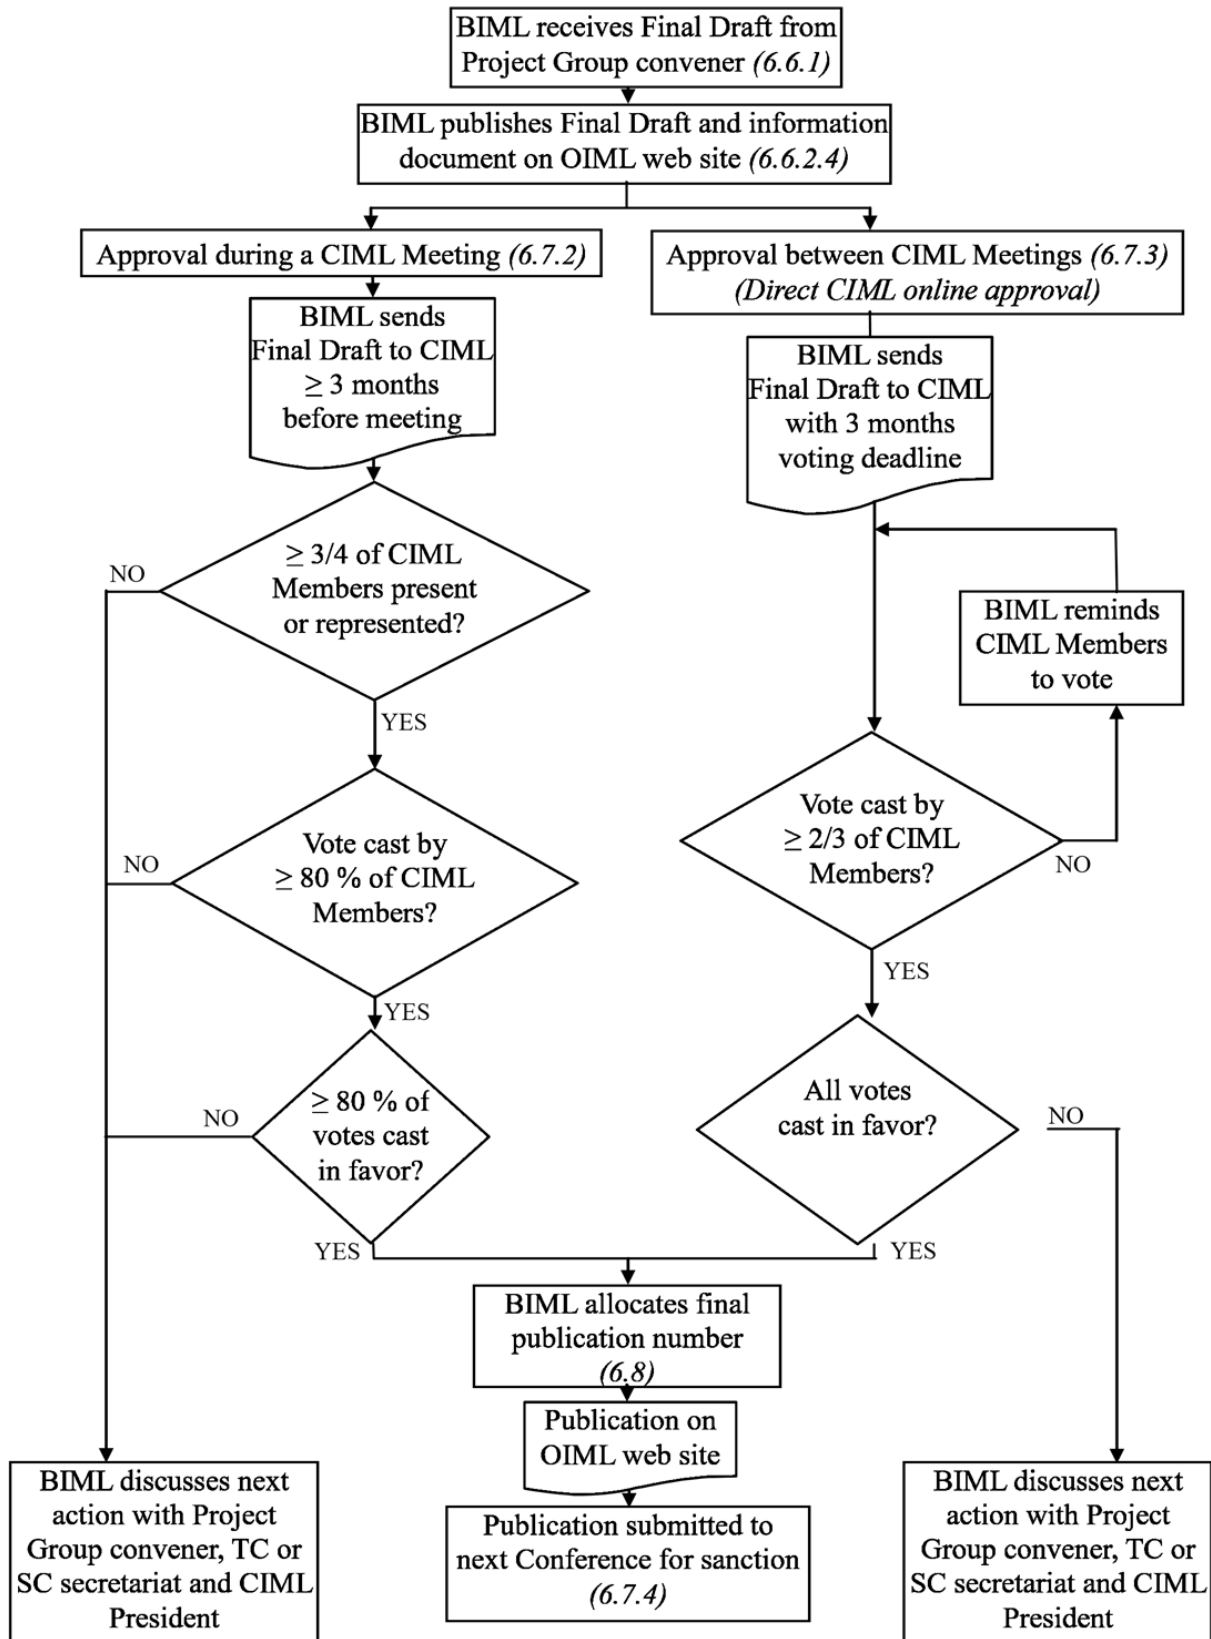 BIML receives Final Draft from
Project Group convener (6.6.1)
BIML publishes Final Draft and information
document on OIML web site (6.6.2.4)
Approval during a CIML Meeting (6.7.2)
BIML sends
Final Draft to CIML
≥ 3 months
before meeting
≥ 3/4 of CIML
Members present
or represented?
NO
YES
Vote cast by
≥ 80 % of CIML
Members?
NO
YES
≥ 80 % of
votes cast
in favor?
NO
YES
Approval between CIML Meetings (6.7.3)
(Direct CIML online approval)
BIML sends
Final Draft to CIML
with 3 months
voting deadline
BIML reminds
CIML Members
to vote
Vote cast by
≥ 2/3 of CIML
Members?
NO
YES
All votes
cast in favor?
NO
YES
BIML allocates final
publication number
(6.8)
Publication on
OIML web site
Publication submitted to
next Conference for sanction
(6.7.4)
BIML discusses next
action with Project
Group convener, TC or
SC secretariat and CIML
President
BIML discusses next
action with Project
Group convener, TC or
SC secretariat and CIML
President